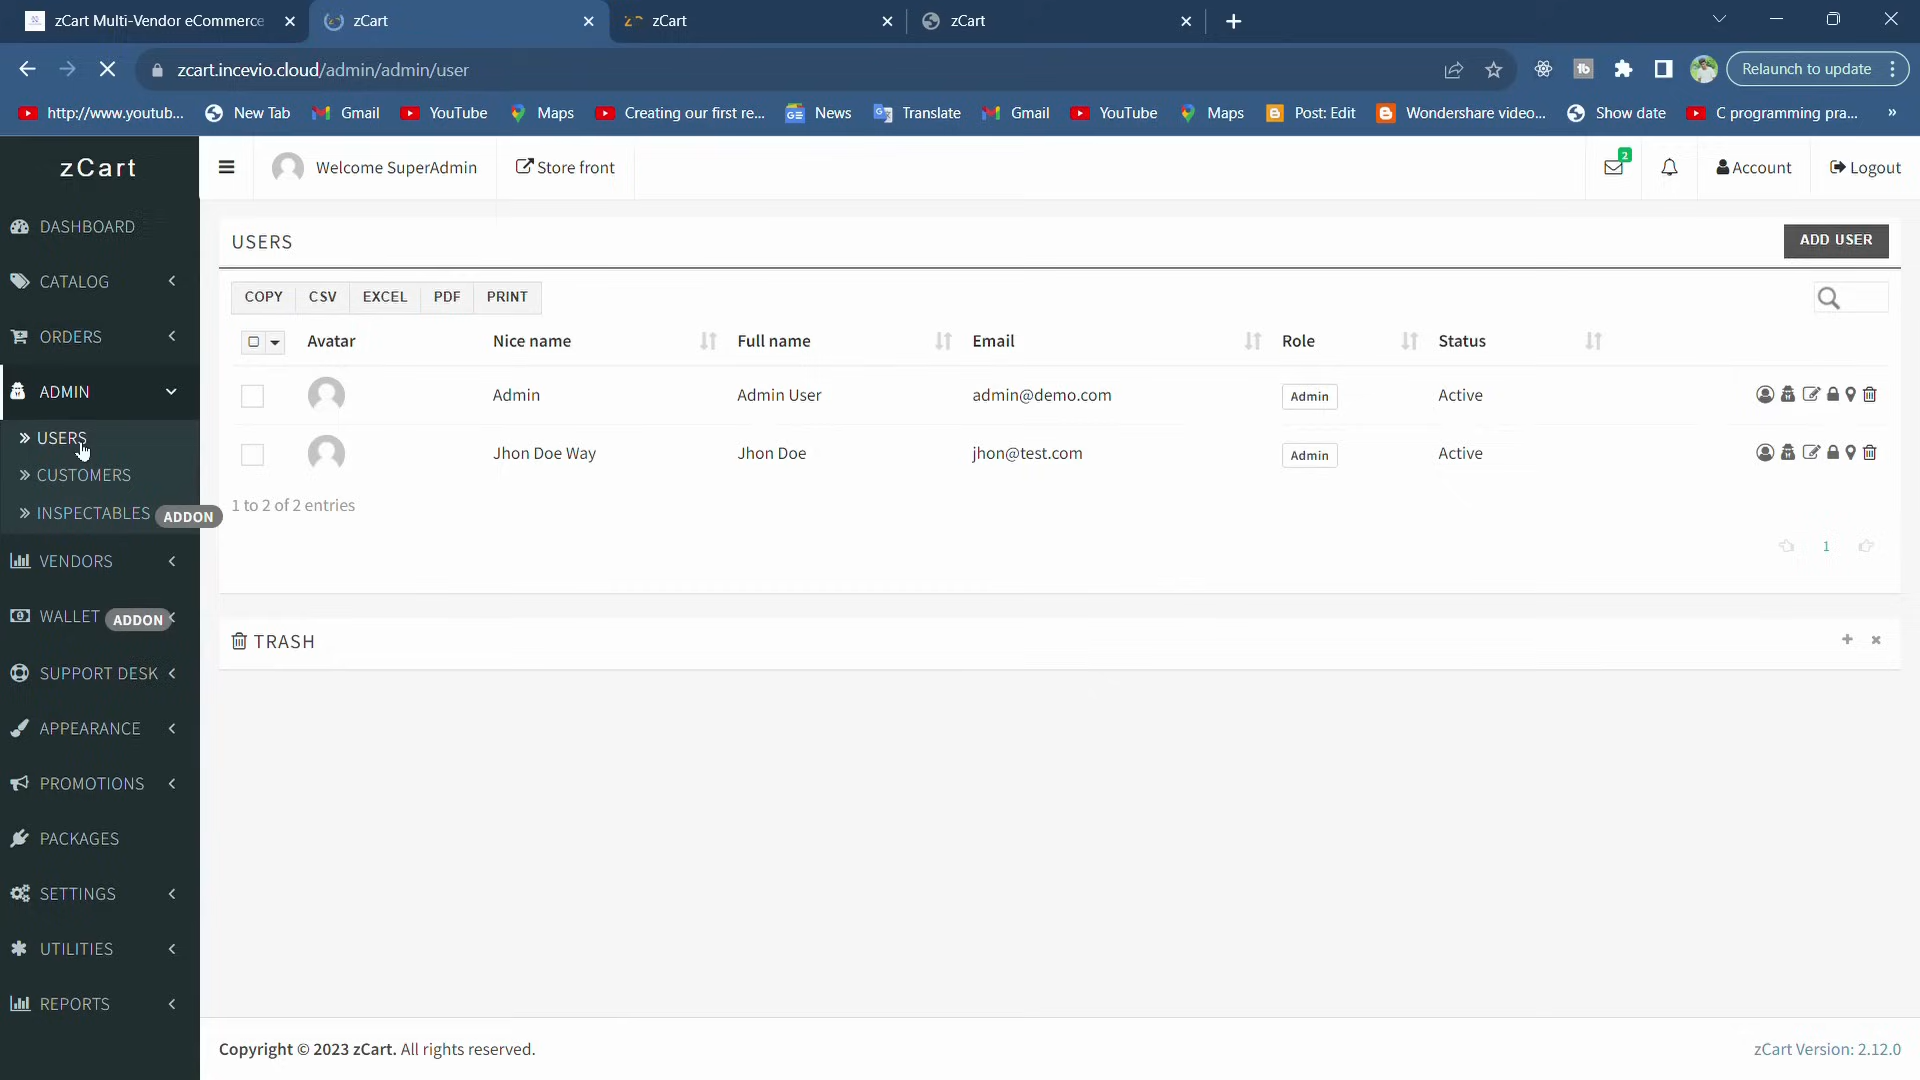 zCart Multi-Vendor eCommerce
zCart
zCart
zCart
zcart.incevio.cloud/admin/admin/user
Relaunch to update
http://www.youtub...
New Tab
Gmail
YouTube
Maps
Creating our first re...
News
Translate
Gmail
YouTube
Maps
Post: Edit
Wondershare video...
Show date
C programming pra...
»
zCart
Welcome SuperAdmin
Store front
2
Account
Logout
DASHBOARD
CATALOG
ORDERS
ADMIN
USERS
CUSTOMERS
INSPECTABLES ADDON
VENDORS
WALLET ADDON
SUPPORT DESK
APPEARANCE
PROMOTIONS
PACKAGES
SETTINGS
UTILITIES
REPORTS
USERS
ADD USER
COPY CSV EXCEL PDF PRINT
Avatar Nice name Full name Email Role Status
Admin Admin User admin@demo.com Admin Active
Jhon Doe Way Jhon Doe jhon@test.com Admin Active
1 to 2 of 2 entries
1
TRASH
Copyright © 2023 zCart. All rights reserved.
zCart Version: 2.12.0